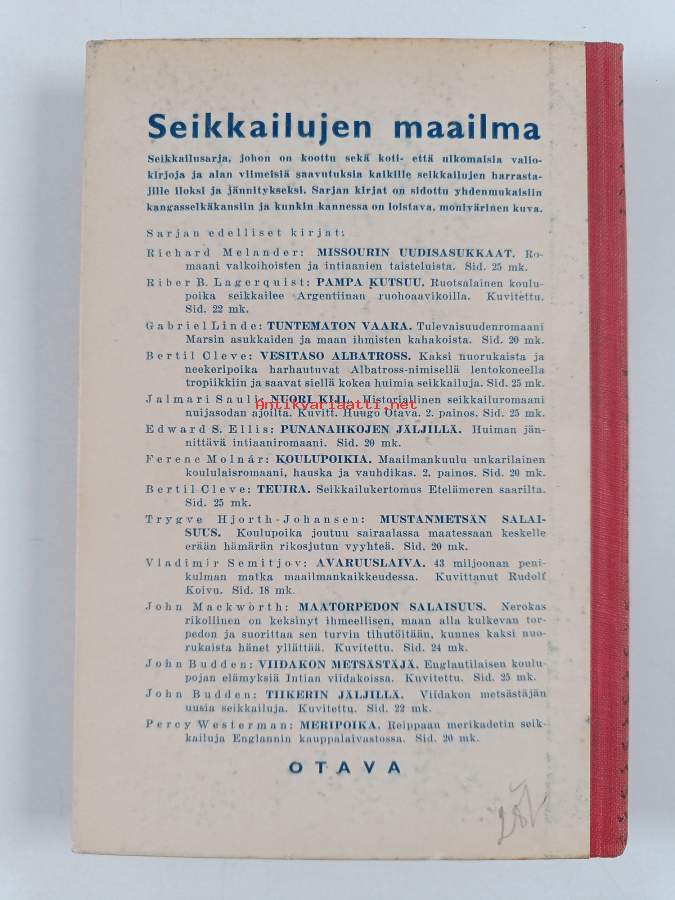 Seikkailujen maailma
Seikkailusarja, johon on koottu sekä koti- että ulkomaisia valio-
kirjoja ja alan viimeisiä saavutuksia kaikille seikkailujen harrasta-
jille iloksi ja jännitykseksi. Sarjan kirjat on sidottu yhdenmukaisiin
kangasselkäkansiin ja kunkin kannessa on loistava, monivärinen kuva.
Sarjan edelliset kirjat:
Richard Melander: MISSOURIN UUDISASUKKAAT. Ro-
maani valkoihoisten ja intiaanien taisteluista. Sid. 25 mk.
Riber B. Lagerquist: PAMPA KUTSUU. Ruotsalainen koulu-
poika seikkailee Argentiinan ruohoaavikoilla. Kuvitettu.
Sid. 22 mk.
Gabriel Linde: TUNTEMATON VAARA. Tulevaisuudenromaani
Marsin asukkaiden ja maan ihmisten kahakoista. Sid. 20 mk.
Bertil Cleve: VESITASO ALBATROSS. Kaksi nuorukaista ja
neekeripoika harhautuvat Albatross-nimisellä lentokoneella
tropiikkiin ja saavat siellä kokea huimia seikkailuja. Sid. 25 mk.
Jalmari Sauli: NUORI KILI. Historiallinen seikkailuromaani
Antikvariaatti.net
nuijasodan ajoilta. Kuvitt. Huugo Otava. 2. painos. Sid. 25 mk.
Edward S. Ellis: PUNANAHKOJEN JÄLJILLÄ. Huiman jän-
nittävä intiaaniromaani. Sid. 20 mk.
Ferenc Molnár: KOULUPOIKIA. Maailmankuulu unkarilainen
koululaisromaani, hauska ja vauhdikas. 2. painos. Sid. 20 mk.
Bertil Cleve: TEUIRA. Seikkailukertomus Etelämeren saarilta.
Sid. 25 mk.
Trygve Hjorth-Johansen: MUSTANMETSÄN SALAI-
SUUS. Koulupoika joutuu sairaalassa maatessaan keskelle
erään hämärän rikosjutun vyyhteä. Sid. 20 mk.
Vladimir Semitjov: AVARUUSLAIVA. 43 miljoonan peni-
kulman matka maailmankaikkeudessa. Kuvittanut Rudolf
Koivu. Sid. 18 mk.
John Mackworth: MAATORPEDON SALAISUUS. Nerokas
rikollinen on keksinyt ihmeellisen, maan alla kulkevan tor-
pedon ja suorittaa sen turvin tihutöitään, kunnes kaksi nuo-
rukaista hänet yllättää. Kuvitettu. Sid. 24 mk.
John Budden: VIIDAKON METSÄSTÄJÄ. Englantilaisen koulu-
pojan elämyksiä Intian viidakoissa. Kuvitettu. Sid. 25 mk.
John Budden: TIIKERIN JÄLJILLÄ. Viidakon metsästäjän
uusia seikkailuja. Kuvitettu. Sid. 22 mk.
Percy Westerman: MERIPOIKA. Reippaan merikadetin seik-
kailuja Englannin kauppalaivastossa. Sid. 20 mk.
OTAVA